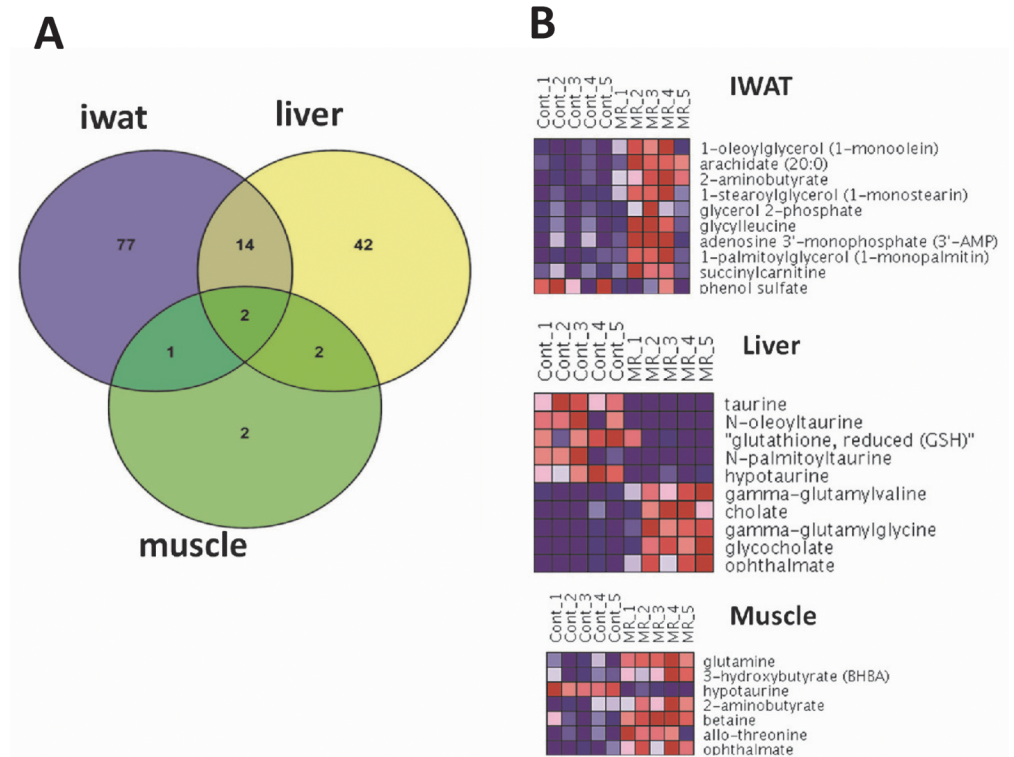 A
iwat
liver
77
14
42
2
1
2
2
muscle
B
IWAT
Cont_1
Cont_2
Cont_3
Cont_4
Cont_5
MR_1
MR_2
MR_3
MR_4
MR_5
1-oleoylglycerol (1-monoolein)
arachidate (20:0)
2-aminobutyrate
1-stearoylglycerol (1-monostearin)
glycerol 2-phosphate
glycylleucine
adenosine 3'-monophosphate (3'-AMP)
1-palmitoylglycerol (1-monopalmitin)
succinylcarnitine
phenol sulfate
Liver
Cont_1
Cont_2
Cont_3
Cont_4
Cont_5
MR_1
MR_2
MR_3
MR_4
MR_5
taurine
N-oleoyltaurine
"glutathione, reduced (GSH)"
N-palmitoyltaurine
hypotaurine
gamma-glutamylvaline
cholate
gamma-glutamylglycine
glycocholate
ophthalmate
Muscle
Cont_1
Cont_2
Cont_3
Cont_4
Cont_5
MR_1
MR_2
MR_3
MR_4
MR_5
glutamine
3-hydroxybutyrate (BHBA)
hypotaurine
2-aminobutyrate
betaine
allo-threonine
ophthalmate